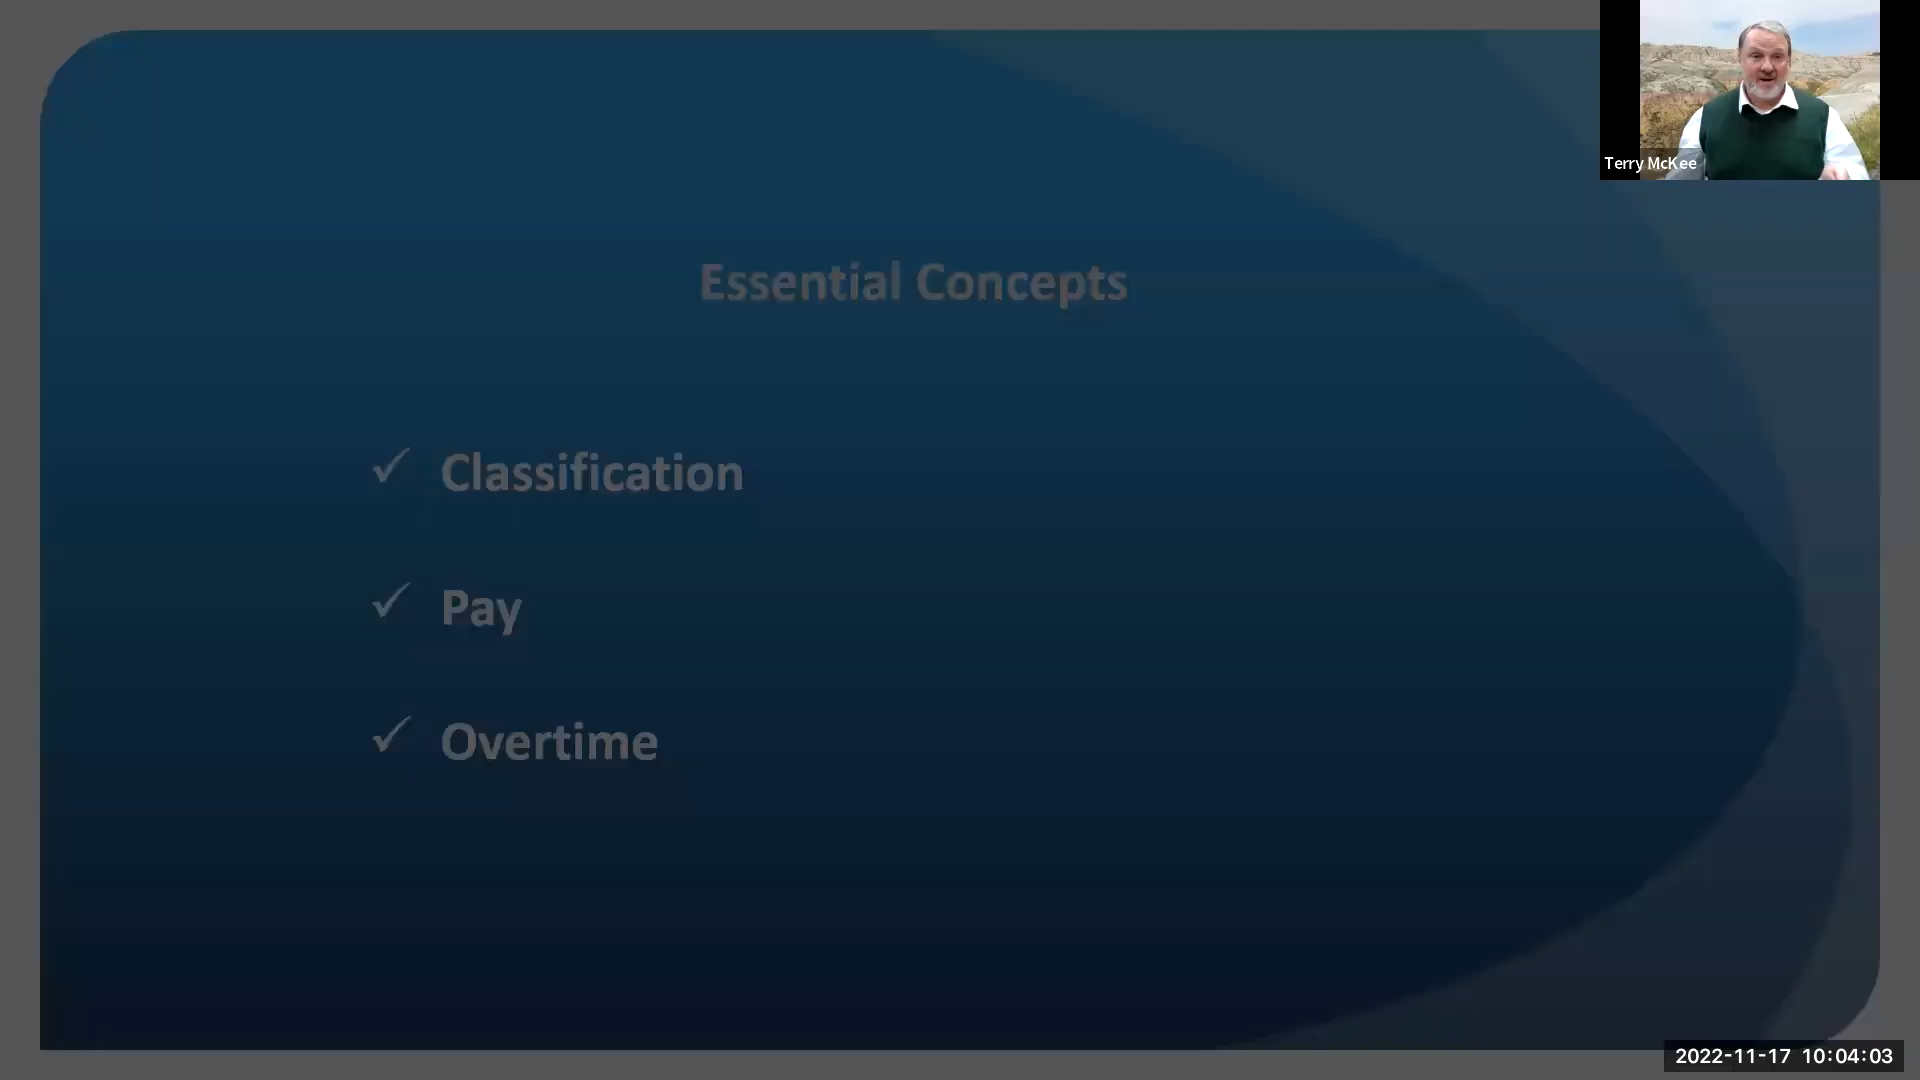 Terry McKee
Essential Concepts
✓ Classification
✓ Pay
✓ Overtime
2022-11-17 10:04:03